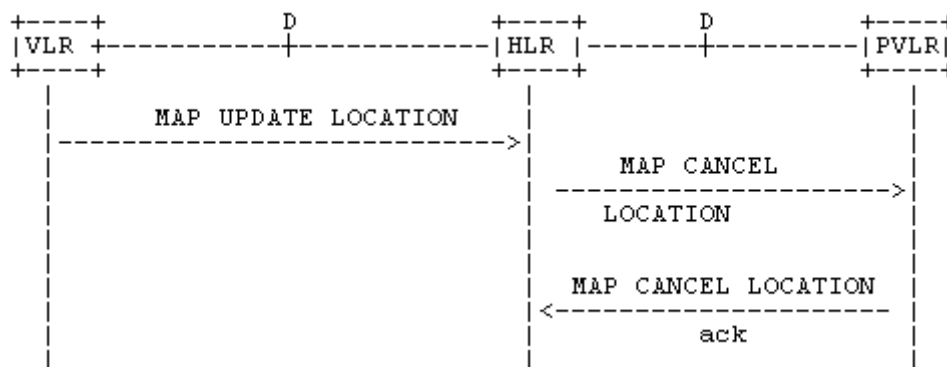 D D
VLR HLR PVLR
MAP UPDATE LOCATION
MAP CANCEL
LOCATION
MAP CANCEL LOCATION
ack